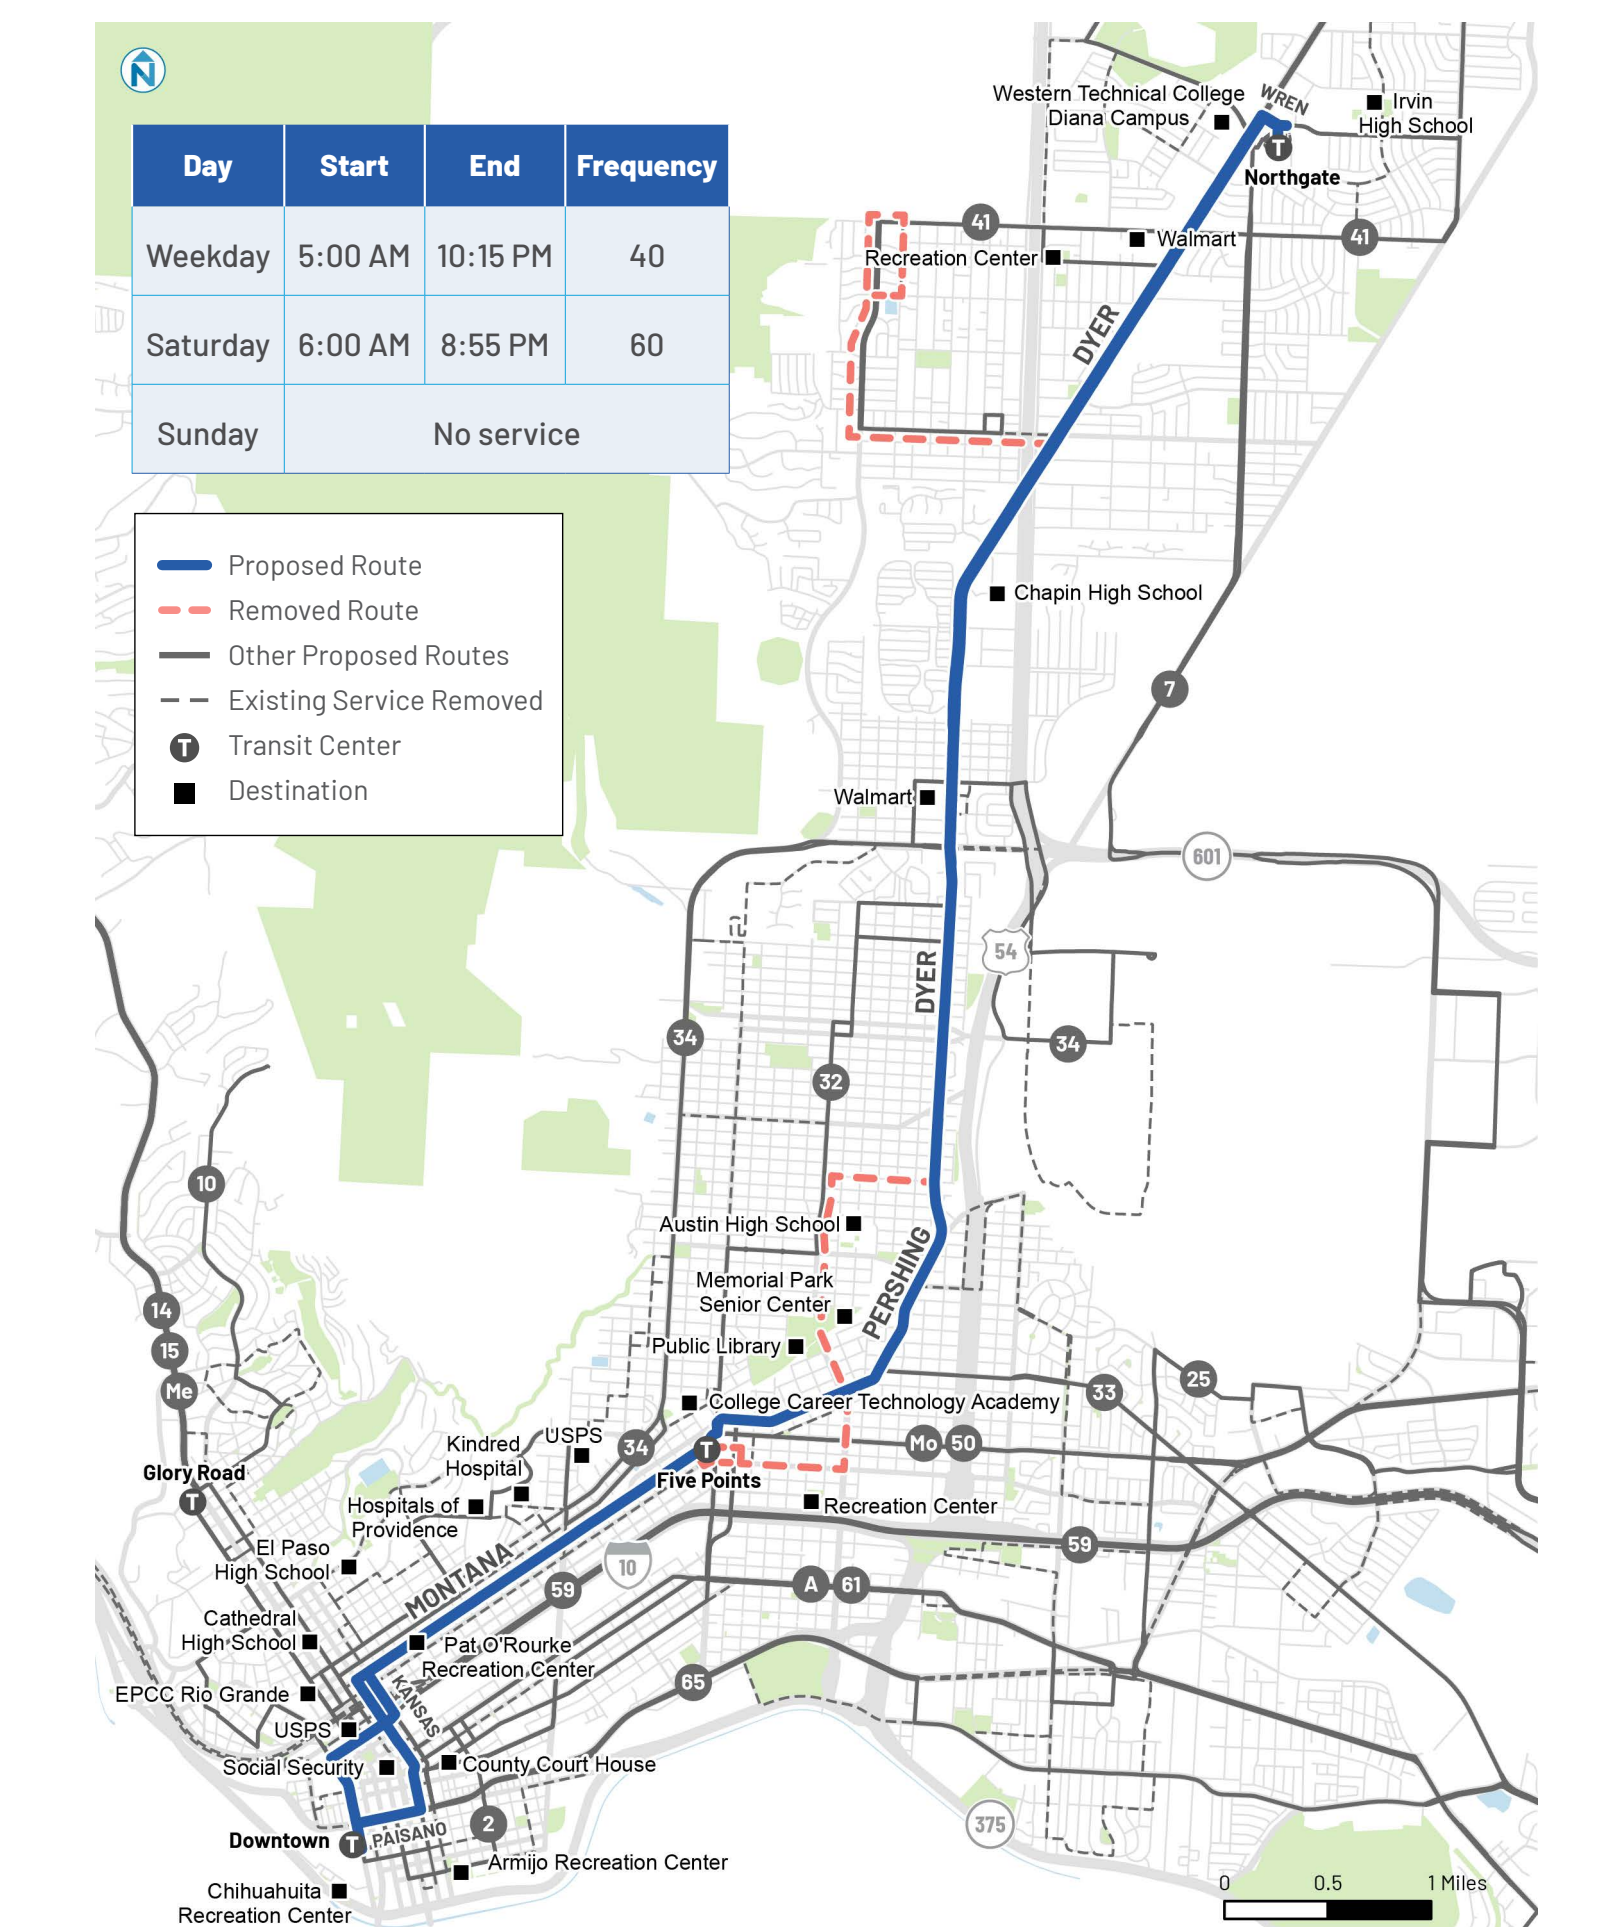 N
Day Start End Frequency
Weekday 5:00 AM 10:15 PM 40
Saturday 6:00 AM 8:55 PM 60
Sunday No service
Proposed Route
Removed Route
Other Proposed Routes
Existing Service Removed
T Transit Center
Destination
Western Technical College
Diana Campus
WREN
Irvin
High School
T
Northgate
41
Walmart
41
Recreation Center
DYER
Chapin High School
7
Walmart
601
54
DYER
34
34
32
10
Austin High School
PERSHING
Memorial Park
Senior Center
14
Public Library
15
Me
25
33
College Career Technology Academy
USPS
34
Mo
50
Kindred
Hospital
T
Five Points
Glory Road
T
Hospitals of
Providence
Recreation Center
El Paso
High School
MONTANA
10
59
59
A
61
Cathedral
High School
Pat O'Rourke
Recreation Center
EPCC Rio Grande
KANSAS
65
USPS
Social Security
County Court House
2
375
Downtown
T
PAISANO
Armijo Recreation Center
Chihuahuita
Recreation Center
0 0.5 1 Miles